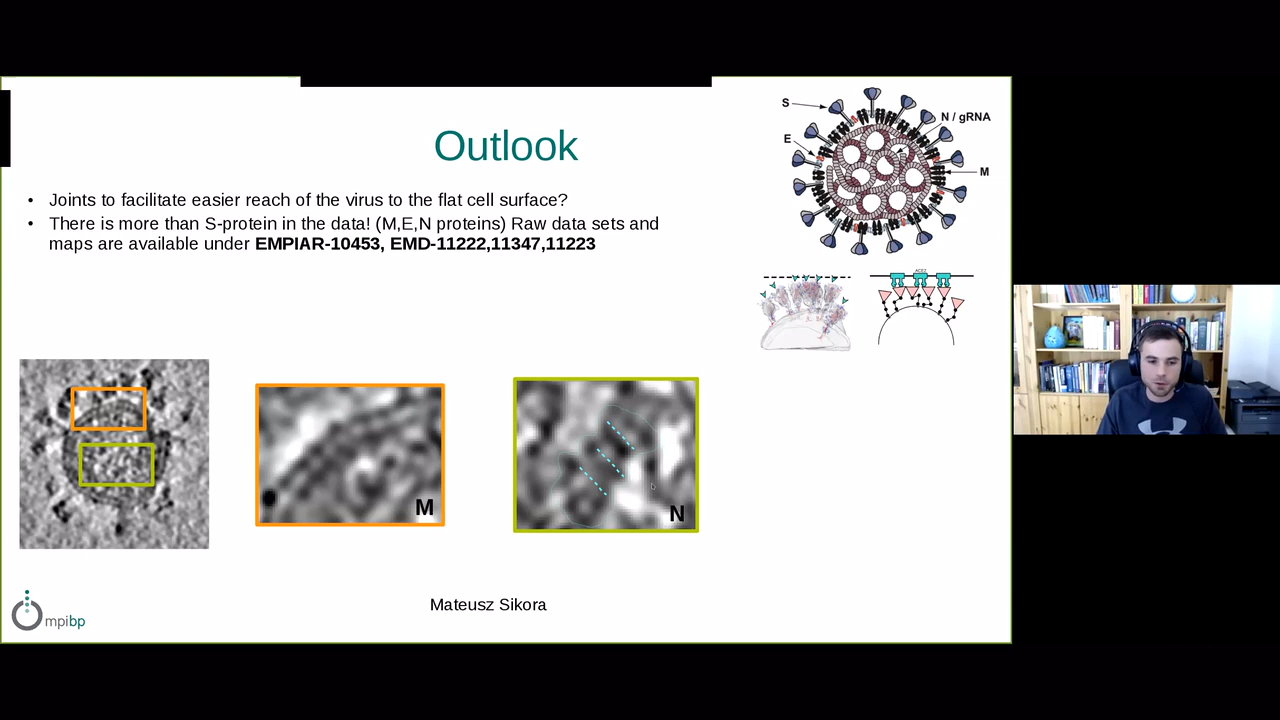 Outlook
• Joints to facilitate easier reach of the virus to the flat cell surface?
• There is more than S-protein in the data! (M,E,N proteins) Raw data sets and
maps are available under EMPIAR-10453, EMD-11222,11347,11223
S
N / gRNA
E
M
ACE2
M
N
Mateusz Sikora
mpibp